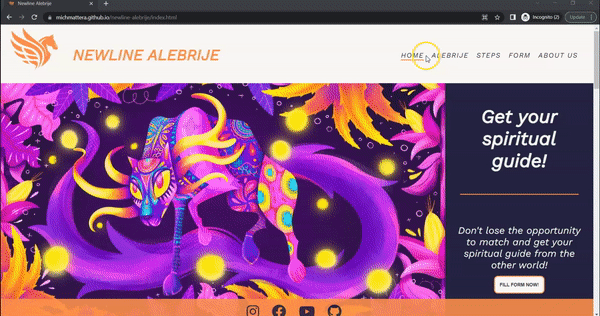 Newline Alebrije
michmattera.github.io/newline-alebrije/index.html
Incognito (2)
Update
NEWLINE ALEBRIJE
HOME
ALEBRIJE
STEPS
FORM
ABOUT US
Get your
spiritual
guide!
Don't lose the opportunity
to match and get your
spiritual guide from the
other world!
FILL FORM NOW!